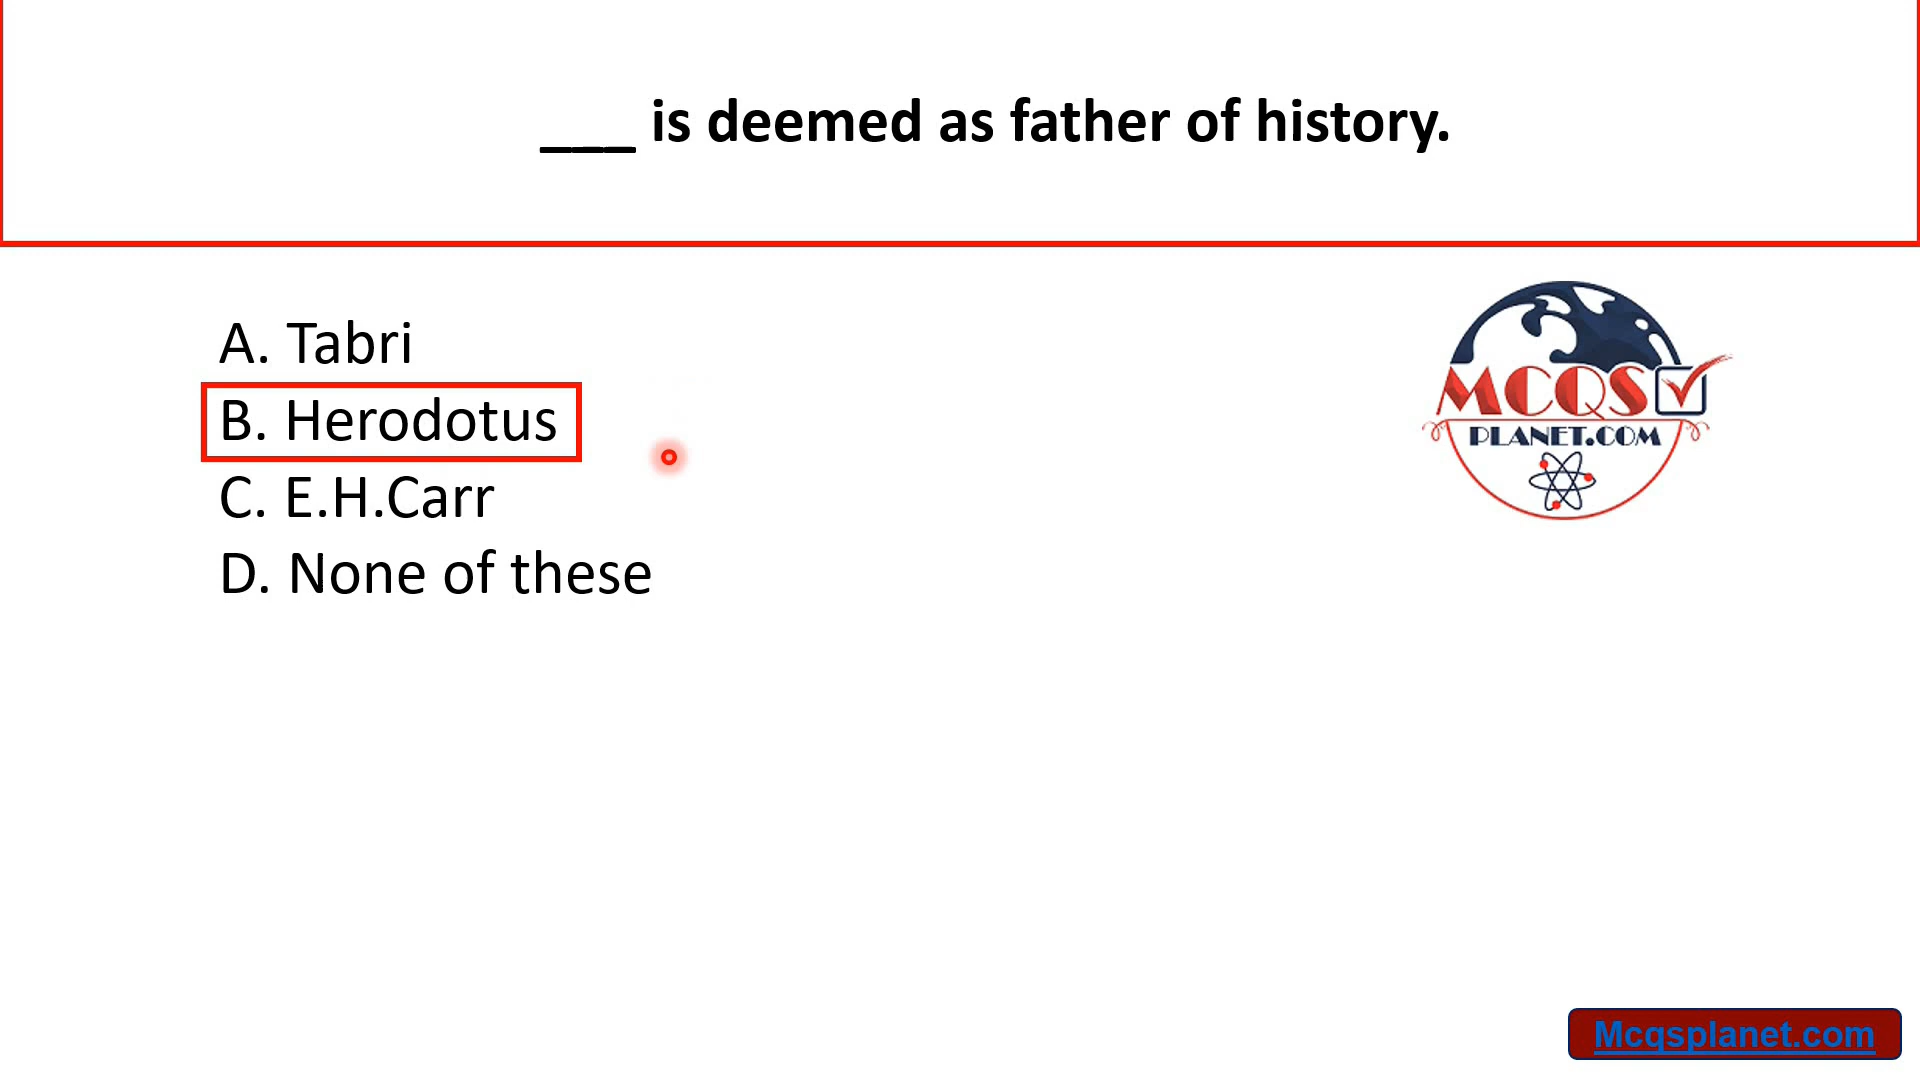 ___ is deemed as father of history.
A. Tabri
B. Herodotus
C. E.H.Carr
D. None of these
MCQS
PLANET.COM
Mcqsplanet.com